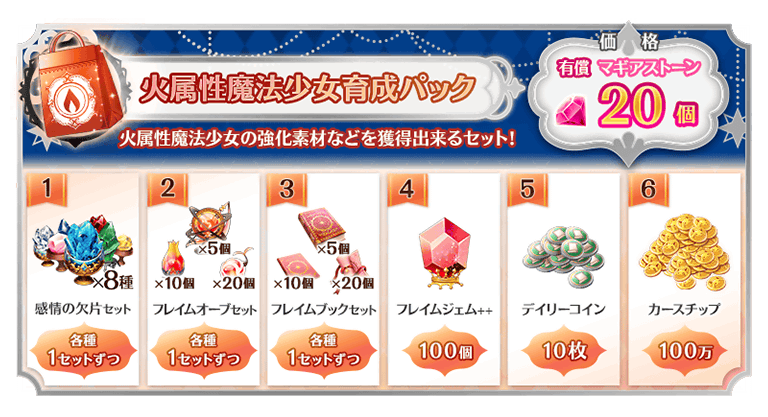 火属性魔法少女育成パック
火属性魔法少女の強化素材などを獲得出来るセット!
価格
有償 マギアストーン
20個
1
×8種
感情の欠片セット
各種
1セットずつ
2
×5個
×10個 ×20個
フレイムオーブセット
各種
1セットずつ
3
×5個
×10個 ×20個
フレイムブックセット
各種
1セットずつ
4
フレイムジェム++
100個
5
デイリーコイン
10枚
6
カースチップ
100万